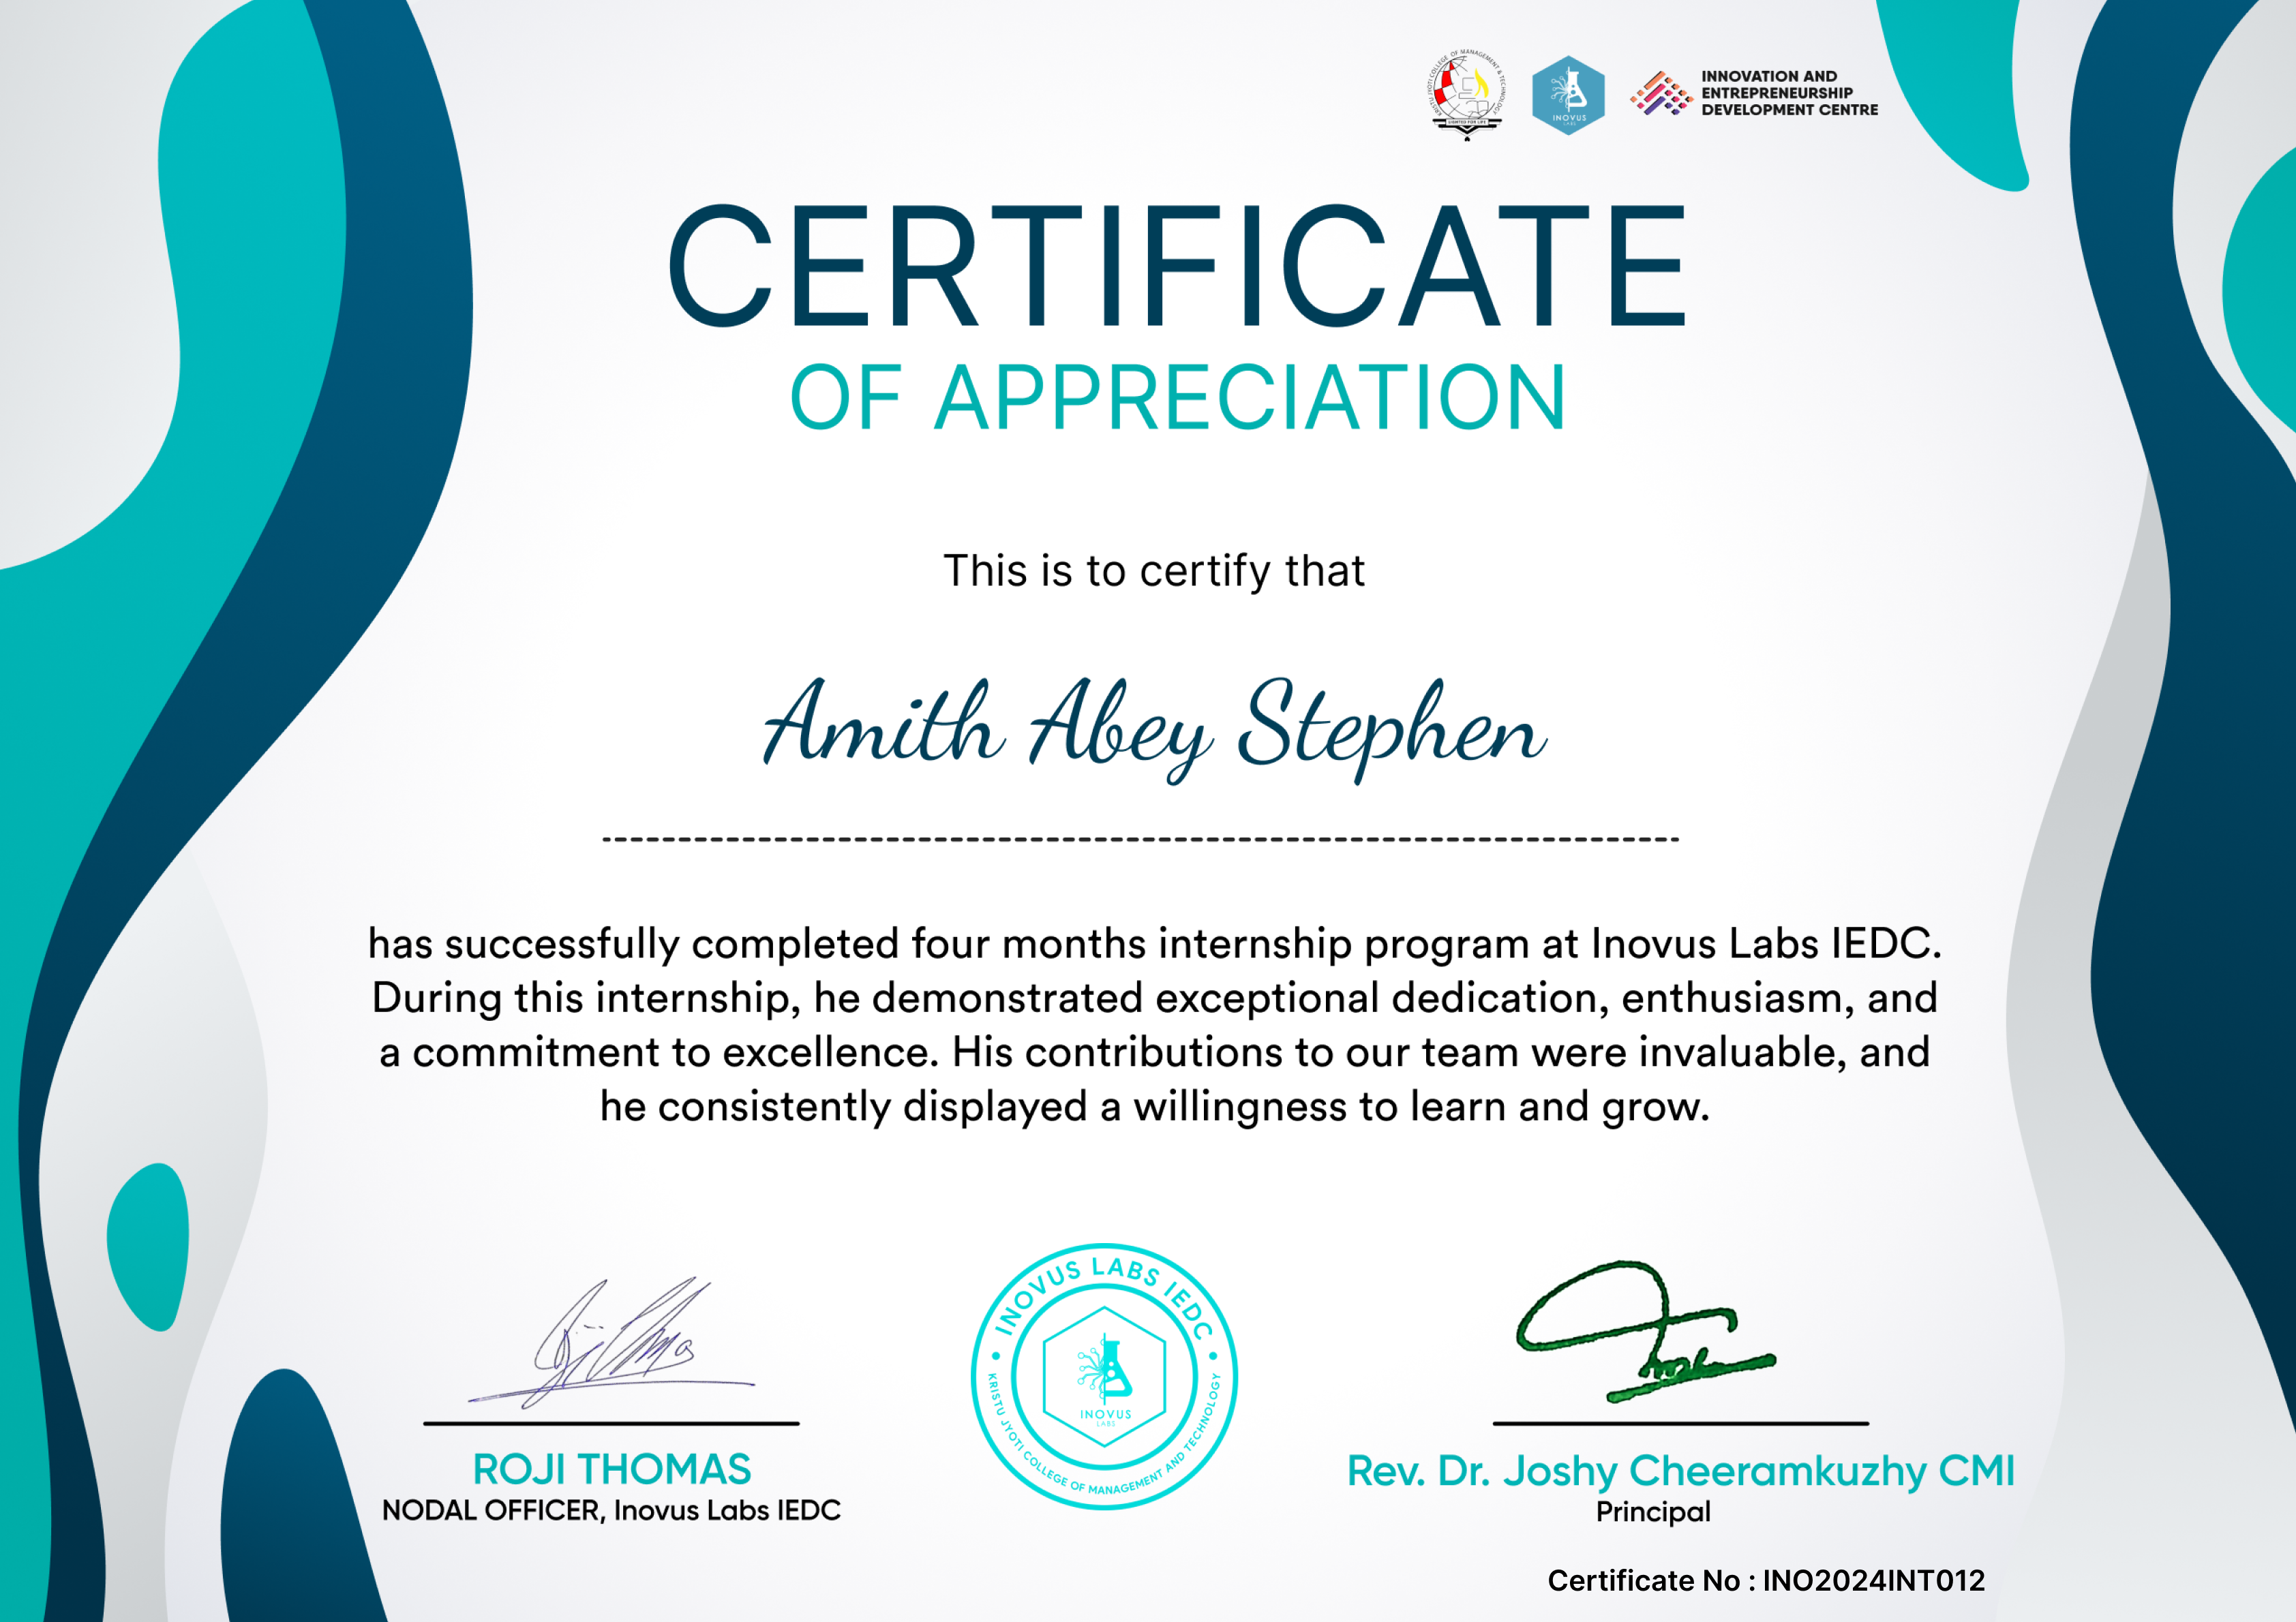 KRISTU JYOTI COLLEGE OF MANAGEMENT & TECHNOLOGY
LIGHTED FOR LIFE
INOVUS
LABS
INNOVATION AND
ENTREPRENEURSHIP
DEVELOPMENT CENTRE
CERTIFICATE
OF APPRECIATION
This is to certify that
Amith Abey Stephen
has successfully completed four months internship program at Inovus Labs IEDC.
During this internship, he demonstrated exceptional dedication, enthusiasm, and
a commitment to excellence. His contributions to our team were invaluable, and
he consistently displayed a willingness to learn and grow.
INOVUS LABS IEDC
INOVUS
LABS
KRISTU JYOTI COLLEGE OF MANAGEMENT AND TECHNOLOGY
ROJI THOMAS
NODAL OFFICER, Inovus Labs IEDC
Rev. Dr. Joshy Cheeramkuzhy CMI
Principal
Certificate No : INO2024INT012